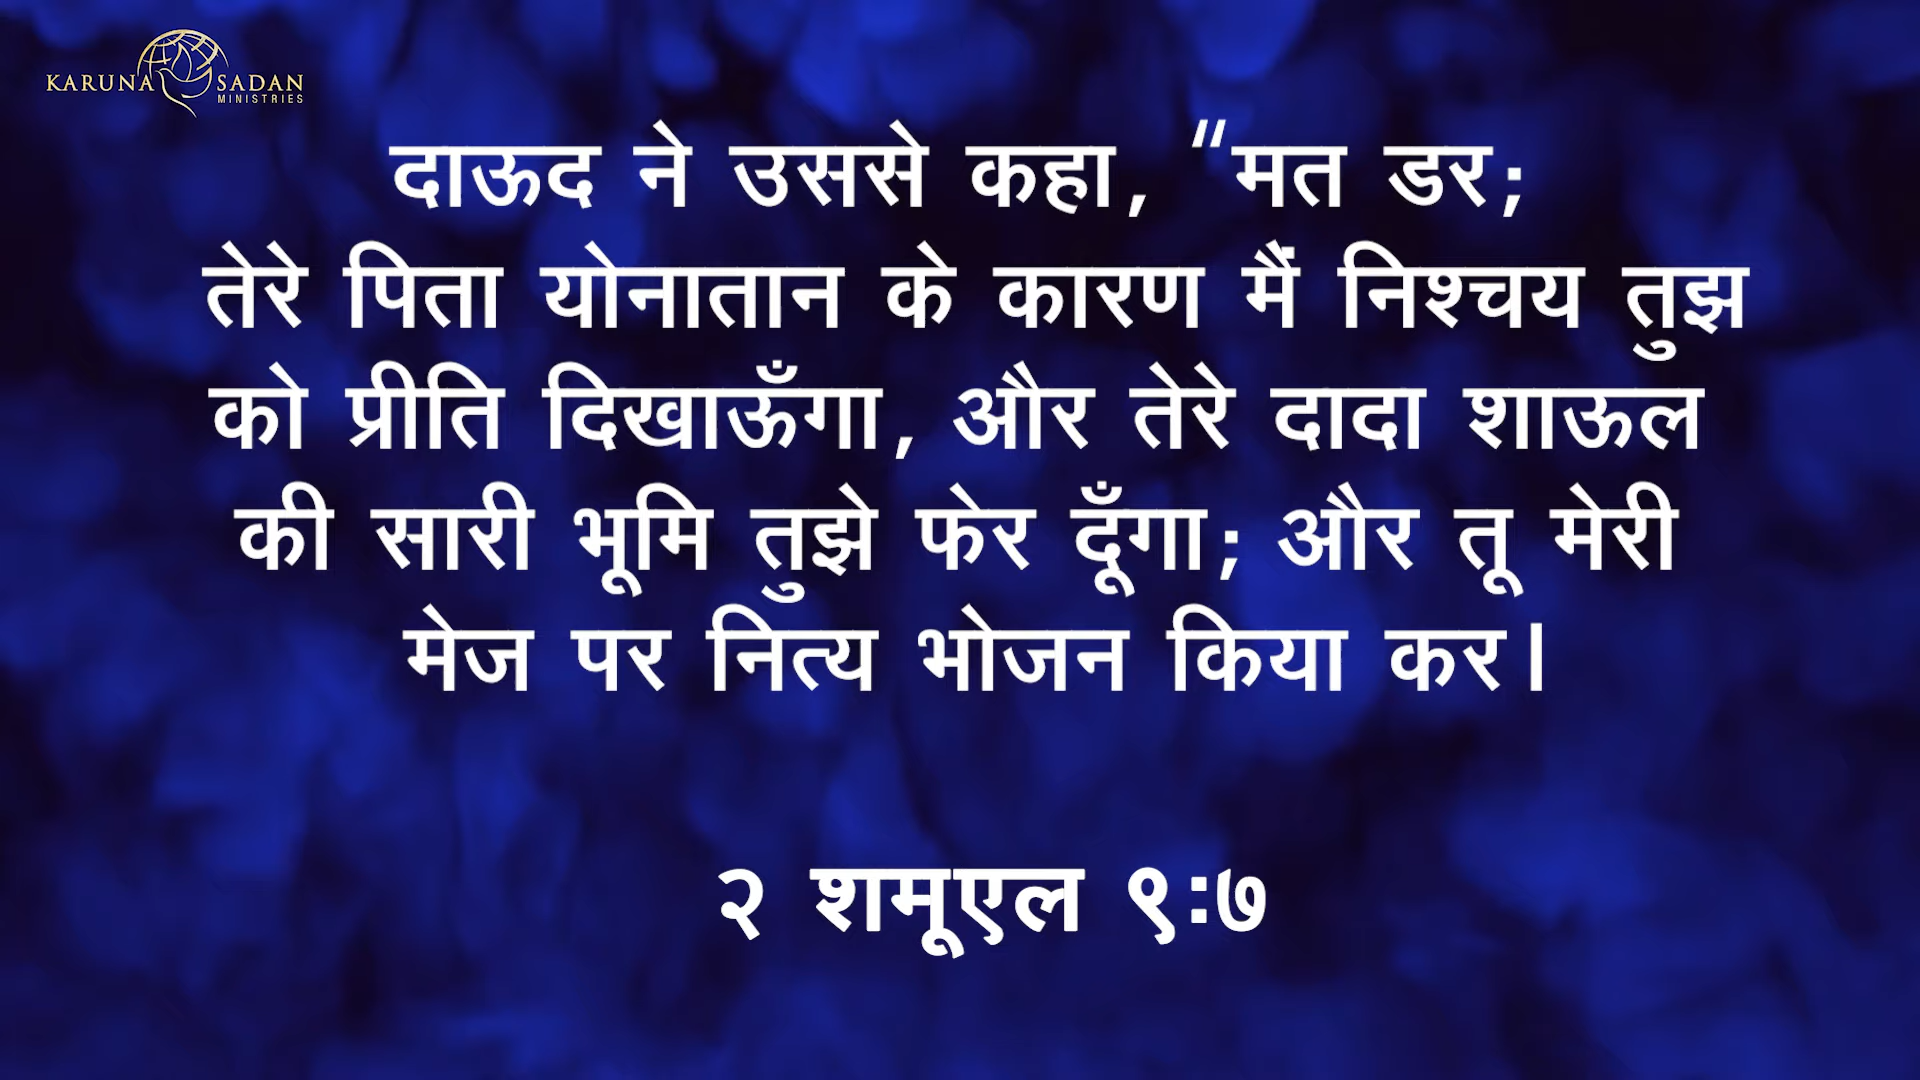 KARUNA SADAN
MINISTRIES
दाऊद ने उससे कहा, “मत डर;
तेरे पिता योनातान के कारण मैं निश्चय तुझ
को प्रीति दिखाऊँगा, और तेरे दादा शाऊल
की सारी भूमि तुझे फेर दूँगा; और तू मेरी
मेज पर नित्य भोजन किया कर।
२ शमूएल ९:७